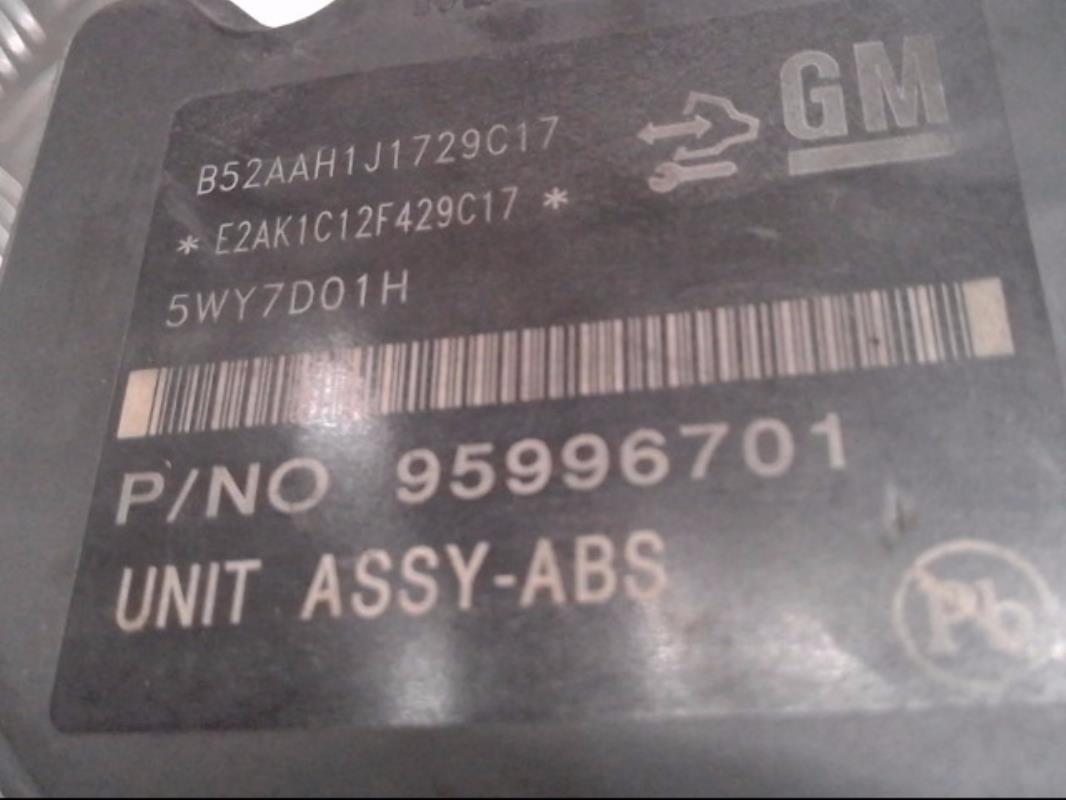 GM
B52AAH1J1729C17
* E2AK1C12F429C17 *
5WY7D01H
P/NO 95996701
UNIT ASSY-ABS
Pb